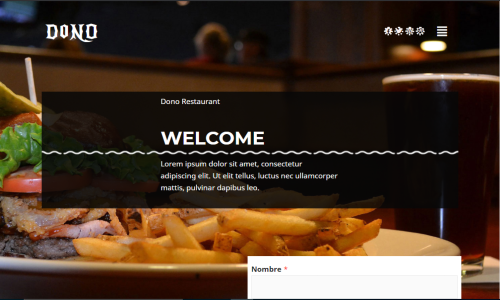 DONO
Dono Restaurant
WELCOME
Lorem ipsum dolor sit amet, consectetur
adipiscing elit. Ut elit tellus, luctus nec ullamcorper
mattis, pulvinar dapibus leo.
Nombre *